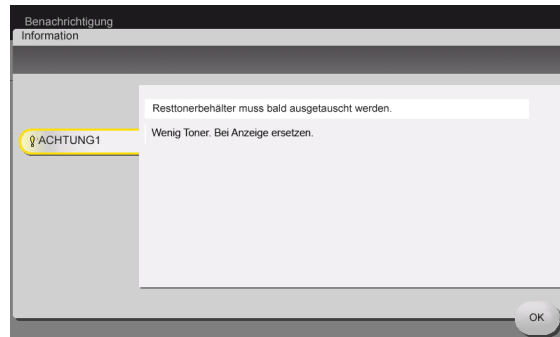 Benachrichtigung
Information
Resttonerbehälter muss bald ausgetauscht werden.
ACHTUNG1
Wenig Toner. Bei Anzeige ersetzen.
OK